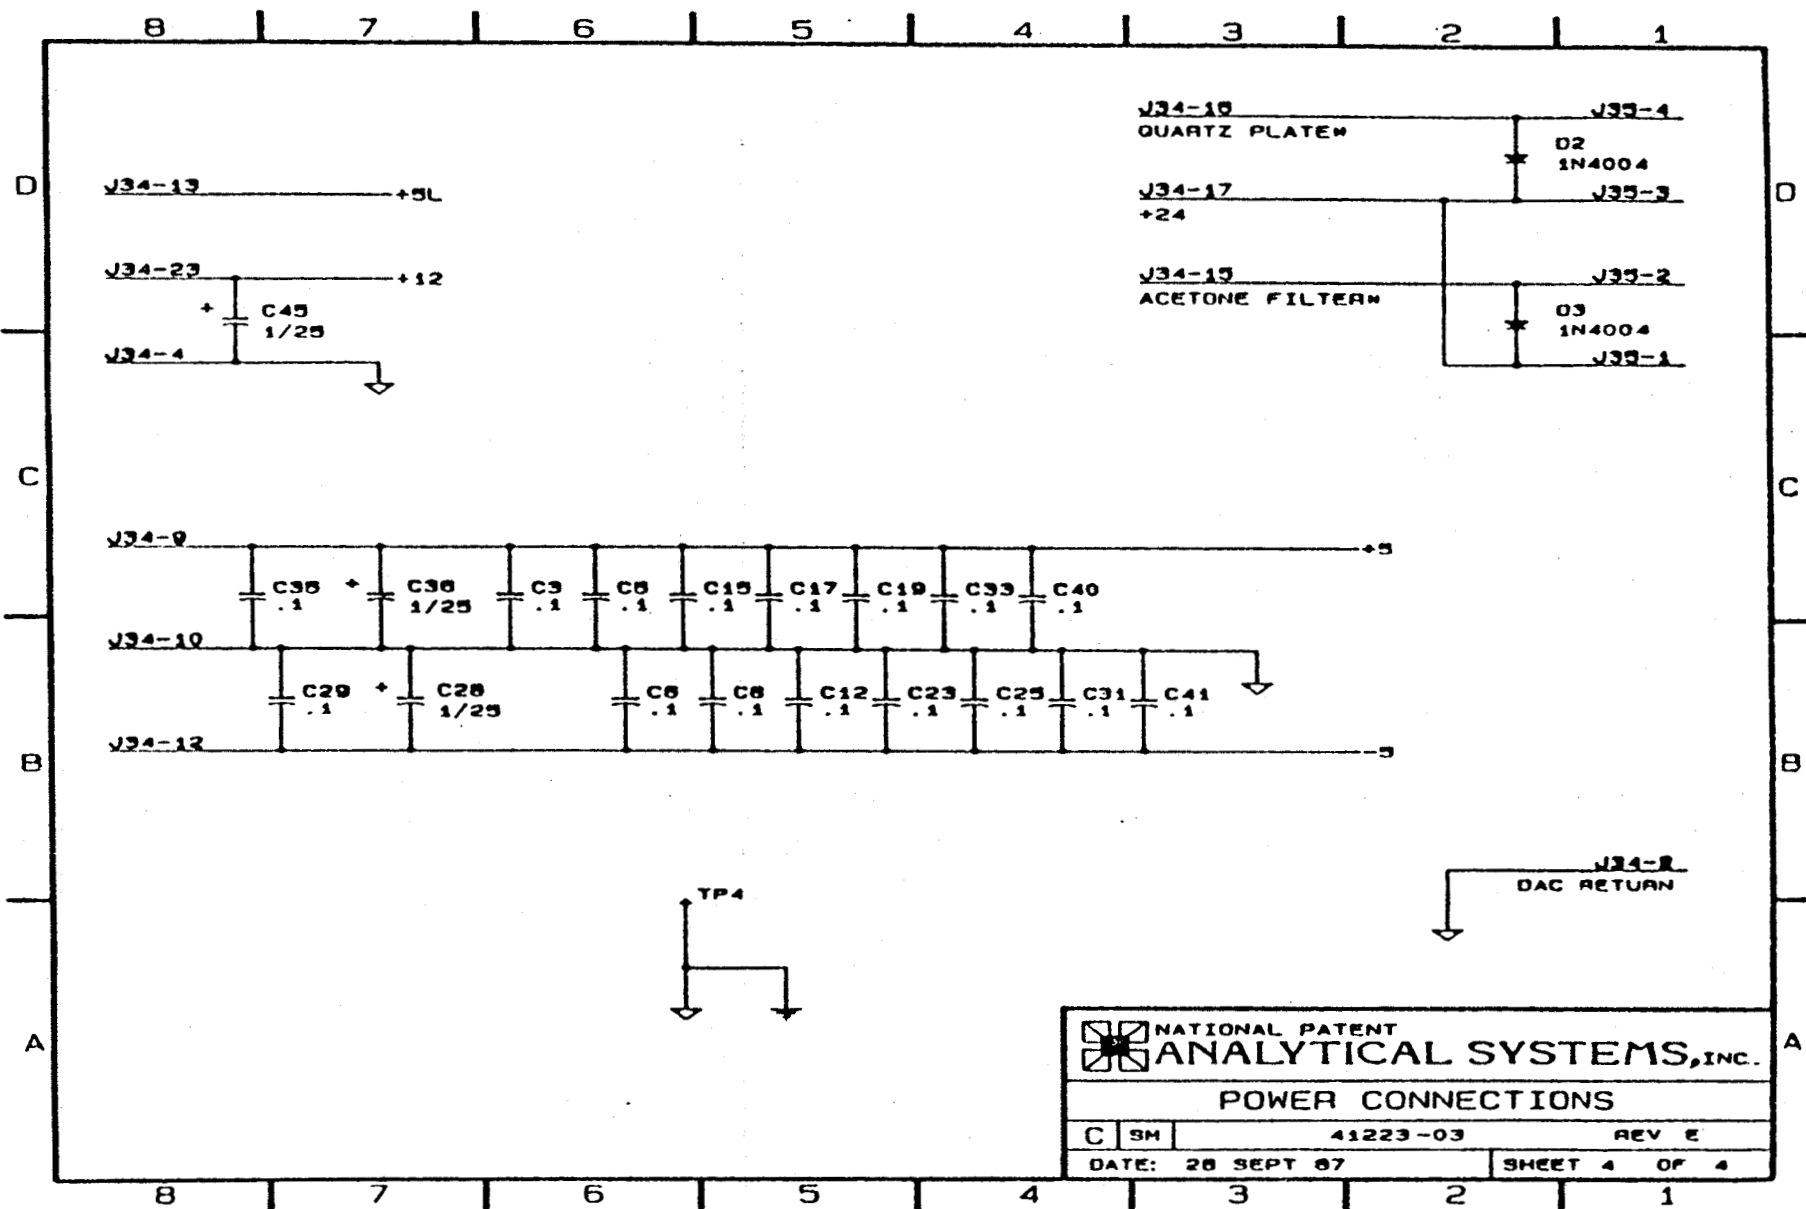 8 7 6 5 4 3 2 1
J34-16 J35-4
QUARTZ PLATE*
D2
1N4004
D D
J34-13 +5L
J34-17 J35-3
+24
J34-23 +12
J34-15 J35-2
ACETONE FILTER*
+ C45
1/25
D3
1N4004
J34-4
J35-1
C C
J34-9 +5
C35 + C36 C3 C6 C15 C17 C19 C33 C40
.1 1/25 .1 .1 .1 .1 .1 .1 .1
J34-10
C29 + C28 C12 C23 C25 C31 C41
.1 1/25 .1 .1 .1 .1 .1 .1 .1
J34-12 -5
B B
J34-2
DAC RETURN
TP4
A A
NATIONAL PATENT
ANALYTICAL SYSTEMS, INC.
POWER CONNECTIONS
C SM 41223-03 REV E
DATE: 28 SEPT 87 SHEET 4 OF 4
8 7 6 5 4 3 2 1